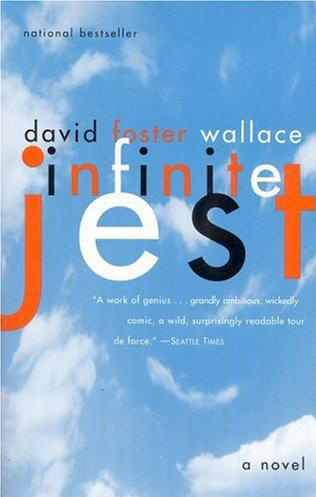 national bestseller
david foster wallace
infinite
jest
"A work of genius . . . grandly ambitious, wickedly
comic, a wild, surprisingly readable tour
de force." —SEATTLE TIMES
a novel